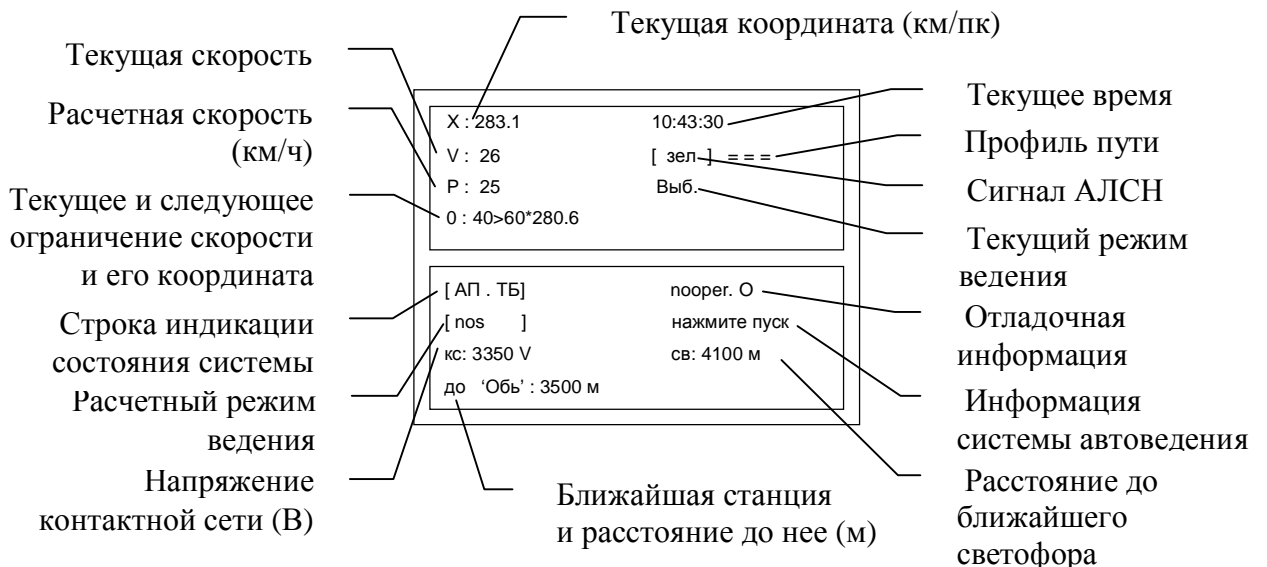 Текущая координата (км/пк)
Текущая скорость
Расчетная скорость
(км/ч)
Текущее и следующее
ограничение скорости
и его координата
Строка индикации
состояния системы
Расчетный режим
ведения
Напряжение
контактной сети (В)
X : 283.1 10:43:30
V : 26 [ зел ] = = =
P : 25 Выб.
0 : 40>60*280.6
[ АП . ТБ] nooper. O
[ nos ] нажмите пуск
кс: 3350 V св: 4100 м
до ‘Обь’ : 3500 м
Текущее время
Профиль пути
Сигнал АЛСН
Текущий режим
ведения
Отладочная
информация
Информация
системы автоведения
Расстояние до
ближайшего
светофора
Ближайшая станция
и расстояние до нее (м)